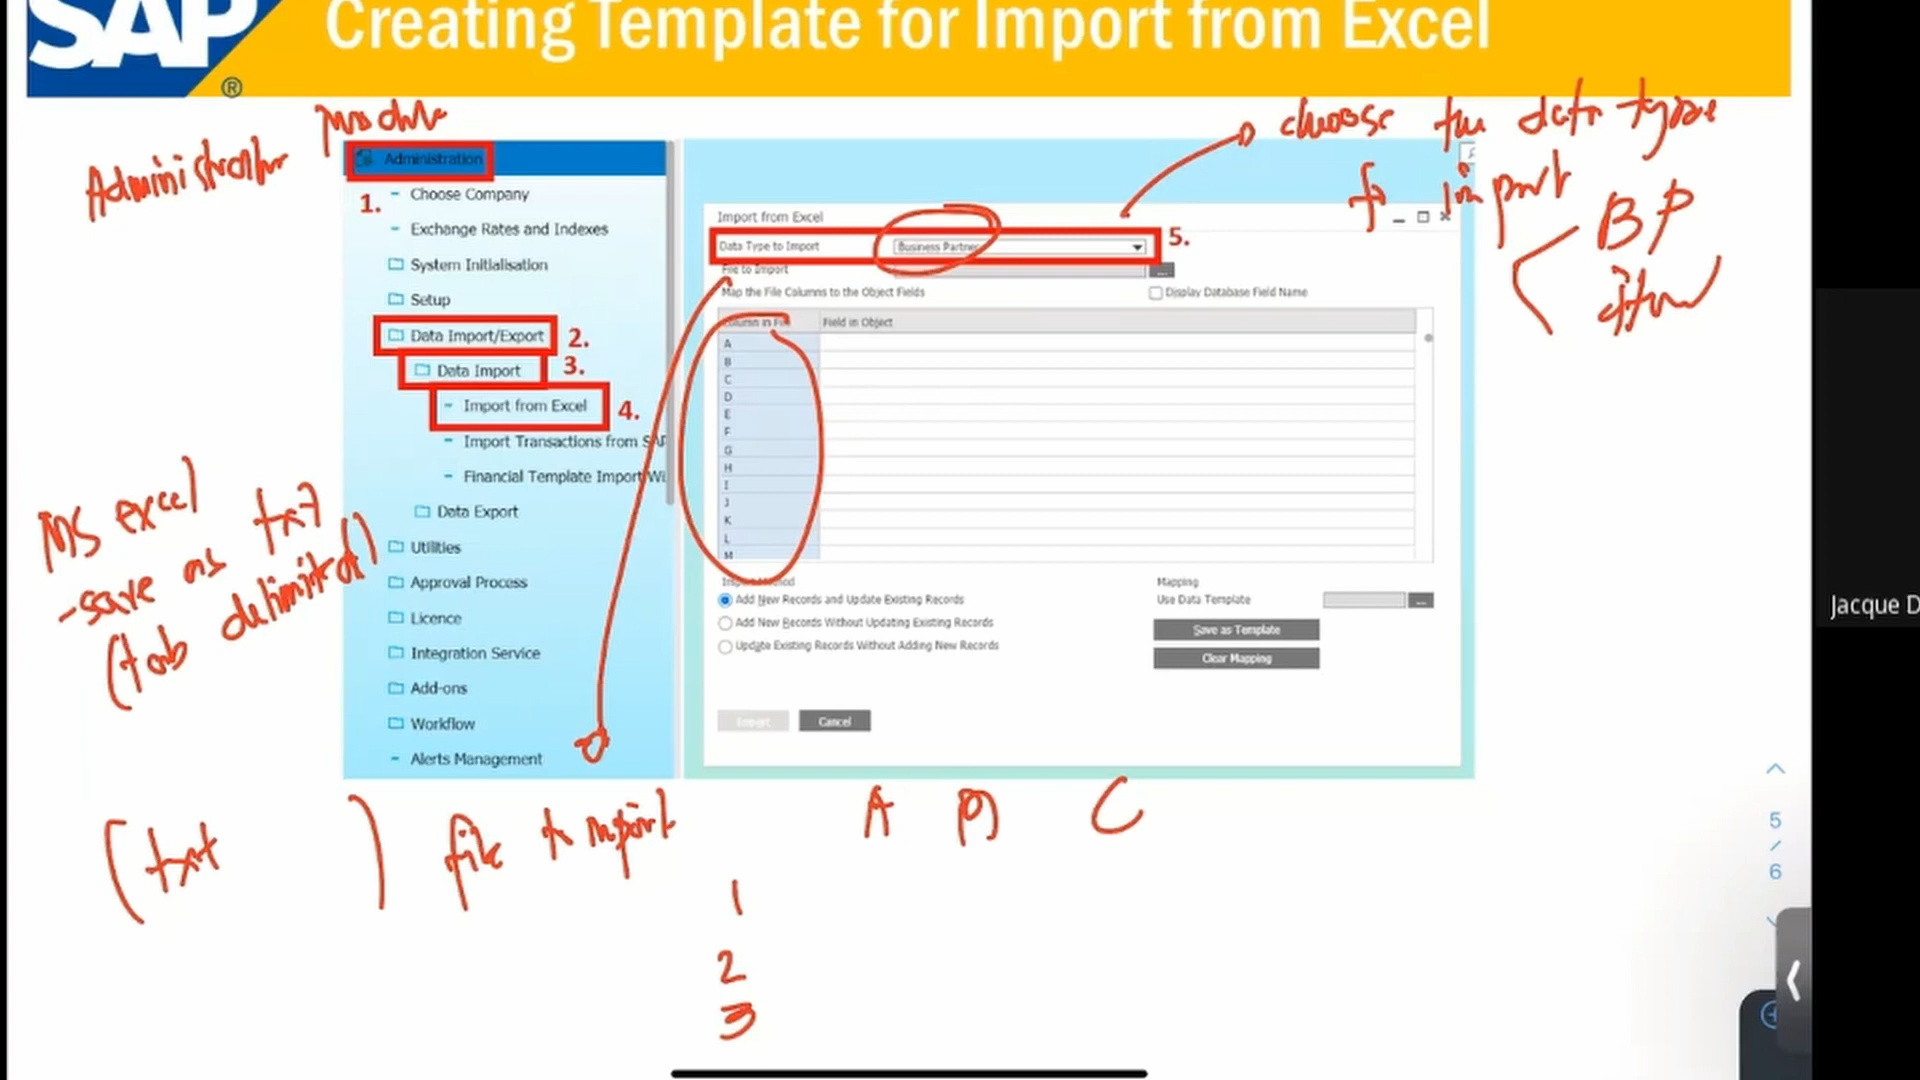 SAP
®
Creating Template for Import from Excel
Administration
module
choose the data type
to import
BP
item
Administration
1.
Choose Company
Exchange Rates and Indexes
System Initialisation
Setup
Data Import/Export
2.
Data Import
3.
Import from Excel
4.
Import Transactions from SAP
Financial Template Import Wi
Data Export
Utilities
Approval Process
Licence
Integration Service
Add-ons
Workflow
Alerts Management
Import from Excel
Data Type to Import
Business Partner
5.
File to Import
Map the File Columns to the Object Fields
Display Database Field Name
Column in File
Field in Object
A
B
C
D
E
F
G
H
I
J
K
L
M
Import Method
Add New Records and Update Existing Records
Add New Records Without Updating Existing Records
Update Existing Records Without Adding New Records
Mapping
Use Data Template
Save as Template
Clear Mapping
Import
Cancel
MS excel
-save as txt
(tab delimited)
(txt )
file to import
A B C
1
2
3
5
/
6
Jacque D